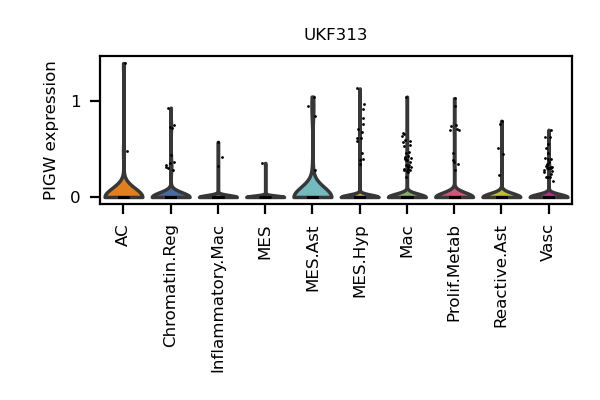 UKF313
PIGW expression
1
0
AC
Chromatin.Reg
Inflammatory.Mac
MES
MES.Ast
MES.Hyp
Mac
Prolif.Metab
Reactive.Ast
Vasc